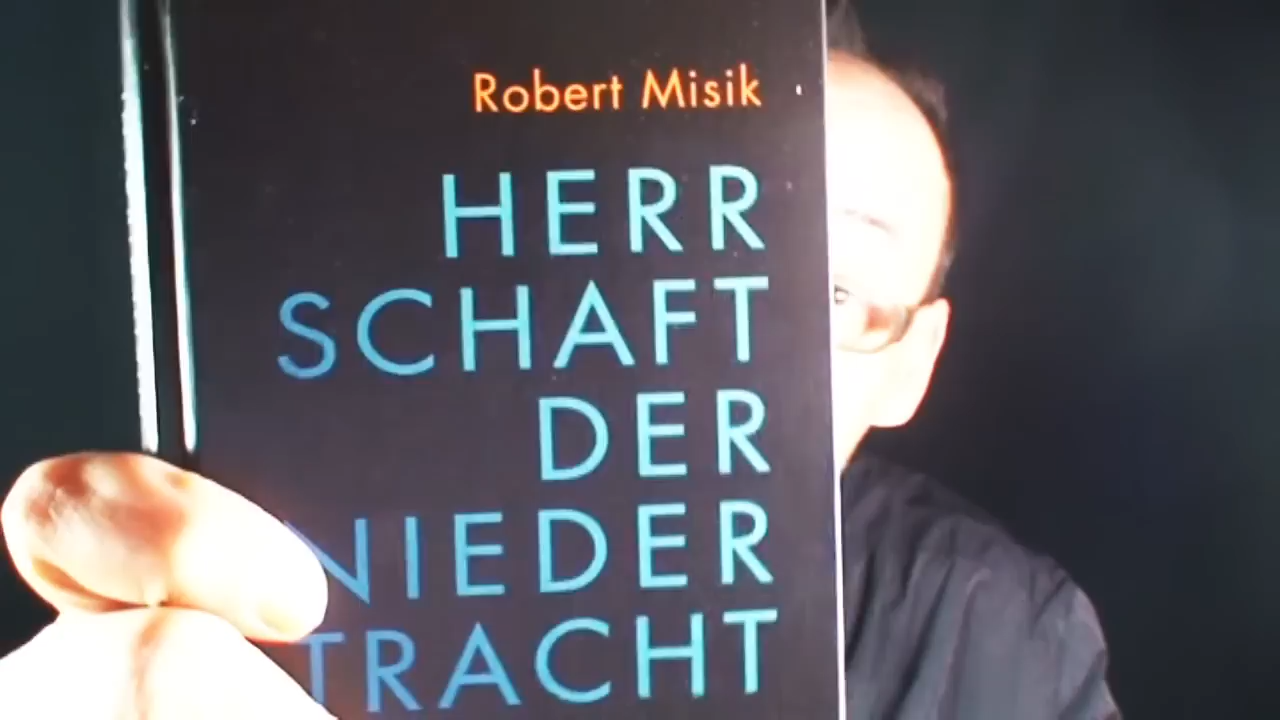 Robert Misik
HERR
SCHAFT
DER
NIEDER
TRACHT